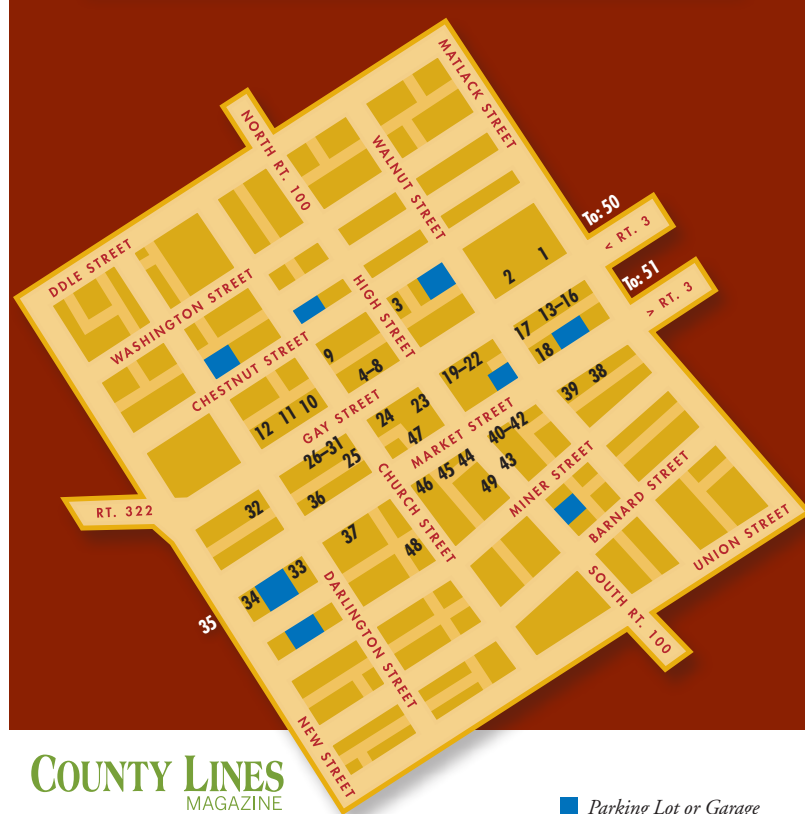 MATLACK STREET
NORTH RT. 100
WALNUT STREET
To: 50
< RT. 3
DDLE STREET
To: 51
> RT. 3
WASHINGTON STREET
HIGH STREET
1
2
3
13–16
17
18
CHESTNUT STREET
9
4–8
19–22
GAY STREET
39 38
12 11 10
24 23
47
MARKET STREET
40–42
26–31
25
CHURCH STREET
46 45 44
43
49
MINER STREET
36
32
RT. 322
37
48
BARNARD STREET
UNION STREET
33
34
35
DARLINGTON STREET
SOUTH RT. 100
NEW STREET
COUNTY LINES
MAGAZINE
Parking Lot or Garage